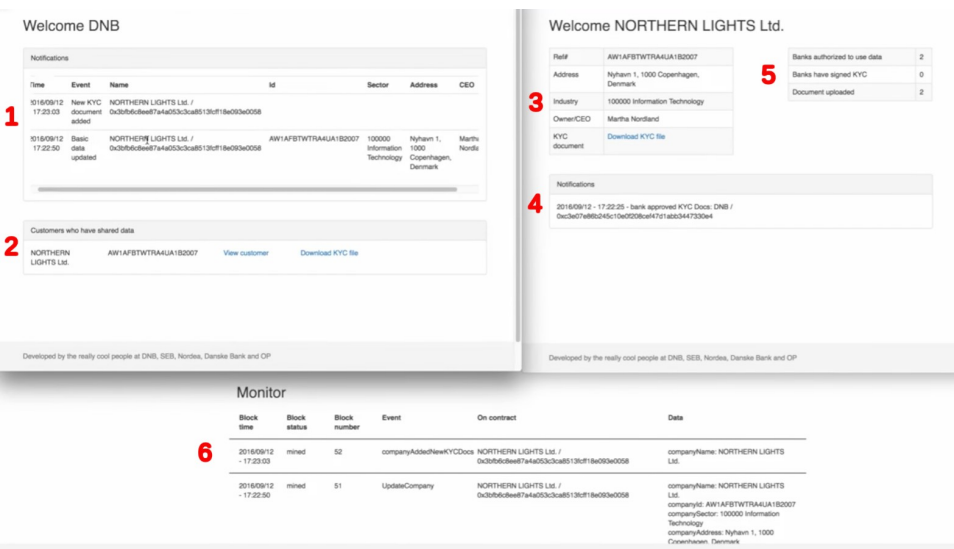 Welcome DNB
Notifications
Time Event Name Id Sector Address CEO
1
2016/09/12 New KYC NORTHERN LIGHTS Ltd. /
17:23:03 document 0x3bfb6c8ee87a4a053c3ca8513fcff18e093e0058
added
2016/09/12 Basic NORTHERN LIGHTS Ltd. / AW1AFBTWTRA4UA1B2007 100000 Nyhavn 1, Martha
17:22:50 data 0x3bfb6c8ee87a4a053c3ca8513fcff18e093e0058 Information 1000 Nordla
updated Technology Copenhagen,
Denmark
2
Customers who have shared data
NORTHERN AW1AFBTWTRA4UA1B2007 View customer Download KYC file
LIGHTS Ltd.
Developed by the really cool people at DNB, SEB, Nordea, Danske Bank and OP
Welcome NORTHERN LIGHTS Ltd.
3
Ref# AW1AFBTWTRA4UA1B2007
Address Nyhavn 1, 1000 Copenhagen,
Denmark
Industry 100000 Information Technology
Owner/CEO Martha Nordland
KYC Download KYC file
document
5
Banks authorized to use data 2
Banks have signed KYC 0
Document uploaded 2
4
Notifications
2016/09/12 - 17:22:25 - bank approved KYC Docs: DNB /
0xc3e07e86b245c10e0f208cef47d1abb3447330e4
Developed by the really cool people at DNB, SEB, Nordea, Danske Bank and OP
Monitor
Block Block Block Event On contract Data
time status number
6
2016/09/12 mined 52 companyAddedNewKYCDocs NORTHERN LIGHTS Ltd. / companyName: NORTHERN LIGHTS
- 17:23:03 0x3bfb6c8ee87a4a053c3ca8513fcff18e093e0058 Ltd.
2016/09/12 mined 51 UpdateCompany NORTHERN LIGHTS Ltd. / companyName: NORTHERN LIGHTS
- 17:22:50 0x3bfb6c8ee87a4a053c3ca8513fcff18e093e0058 Ltd.
companyId: AW1AFBTWTRA4UA1B2007
companySector: 100000 Information
Technology
companyAddress: Nyhavn 1, 1000
Copenhagen, Denmark